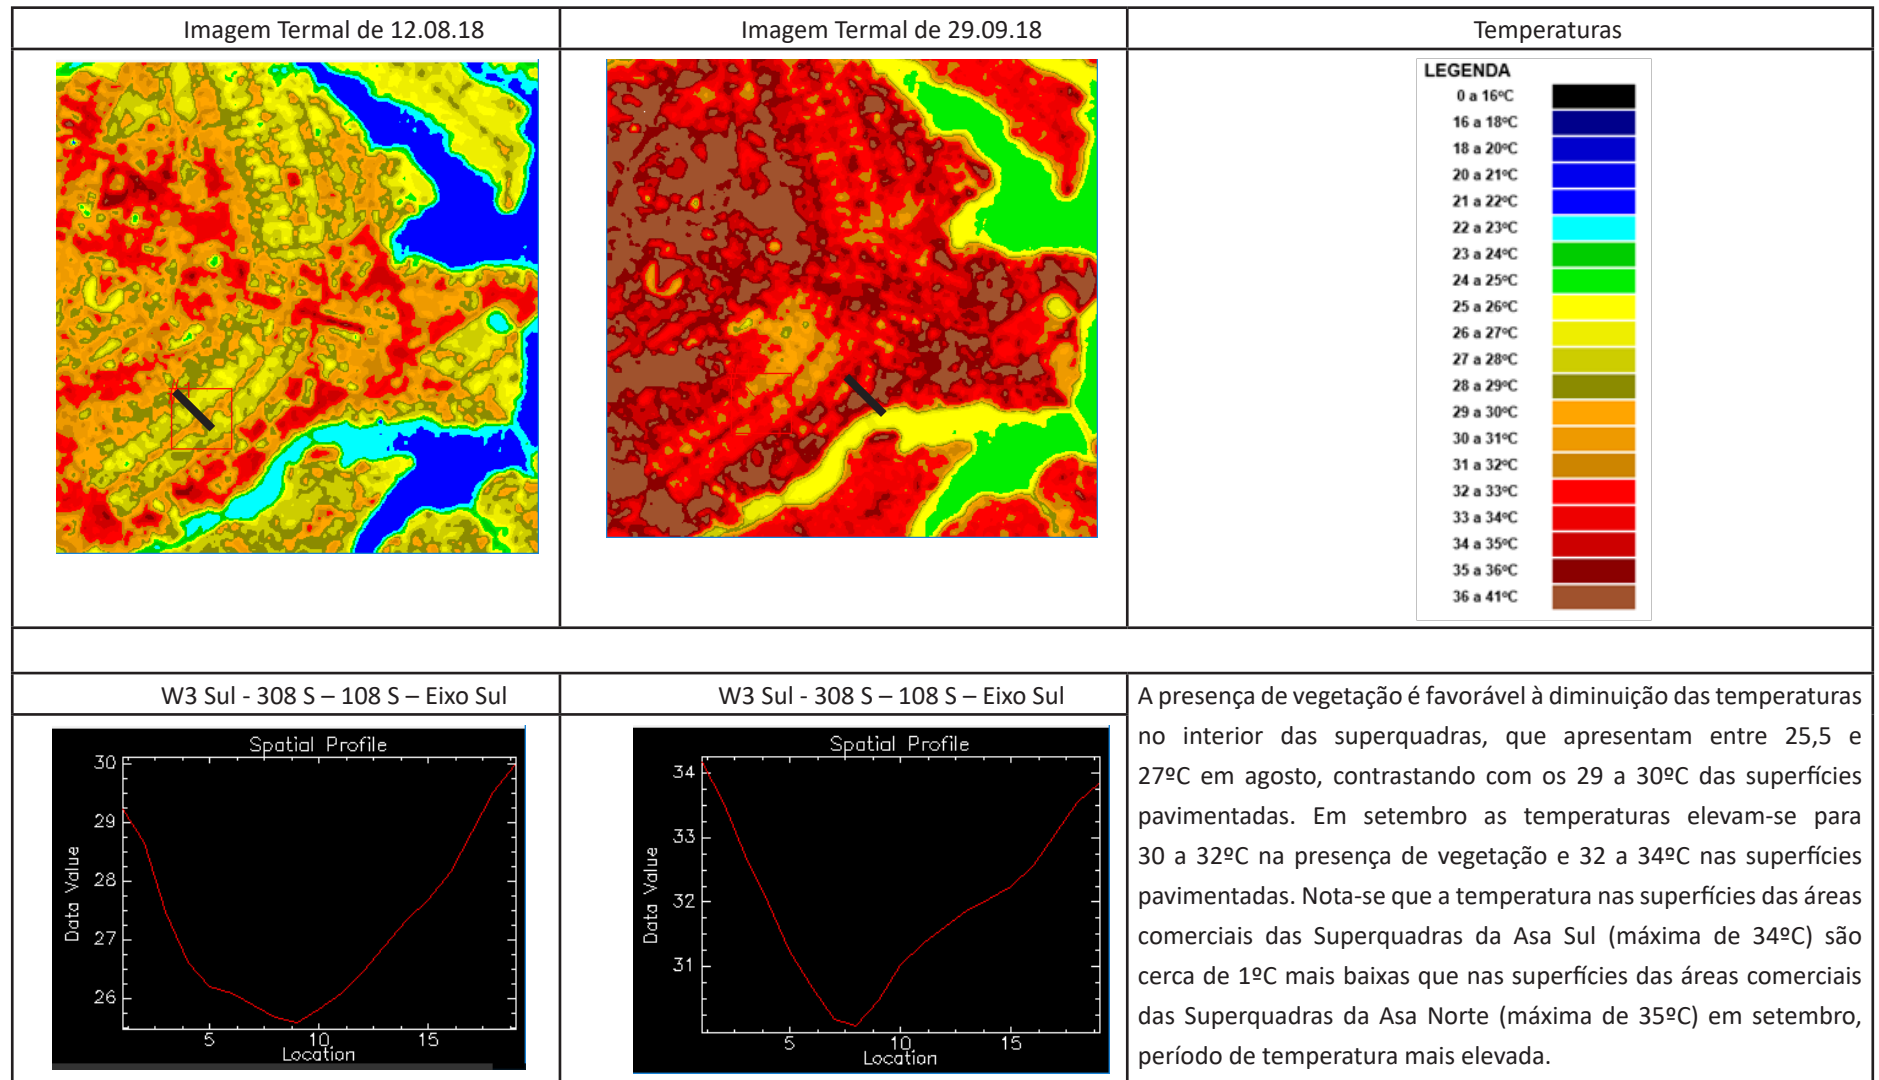 Imagem Termal de 12.08.18
Imagem Termal de 29.09.18
Temperaturas
LEGENDA
0 a 16ºC
16 a 18ºC
18 a 20ºC
20 a 21ºC
21 a 22ºC
22 a 23ºC
23 a 24ºC
24 a 25ºC
25 a 26ºC
26 a 27ºC
27 a 28ºC
28 a 29ºC
29 a 30ºC
30 a 31ºC
31 a 32ºC
32 a 33ºC
33 a 34ºC
34 a 35ºC
35 a 36ºC
36 a 41ºC
W3 Sul - 308 S – 108 S – Eixo Sul
Spatial Profile
30
29
28
27
26
Data Value
5
10
15
Location
W3 Sul - 308 S – 108 S – Eixo Sul
Spatial Profile
34
33
32
31
Data Value
5
10
15
Location
A presença de vegetação é favorável à diminuição das temperaturas
no interior das superquadras, que apresentam entre 25,5 e
27ºC em agosto, contrastando com os 29 a 30ºC das superfícies
pavimentadas. Em setembro as temperaturas elevam-se para
30 a 32ºC na presença de vegetação e 32 a 34ºC nas superfícies
pavimentadas. Nota-se que a temperatura nas superfícies das áreas
comerciais das Superquadras da Asa Sul (máxima de 34ºC) são
cerca de 1ºC mais baixas que nas superfícies das áreas comerciais
das Superquadras da Asa Norte (máxima de 35ºC) em setembro,
período de temperatura mais elevada.